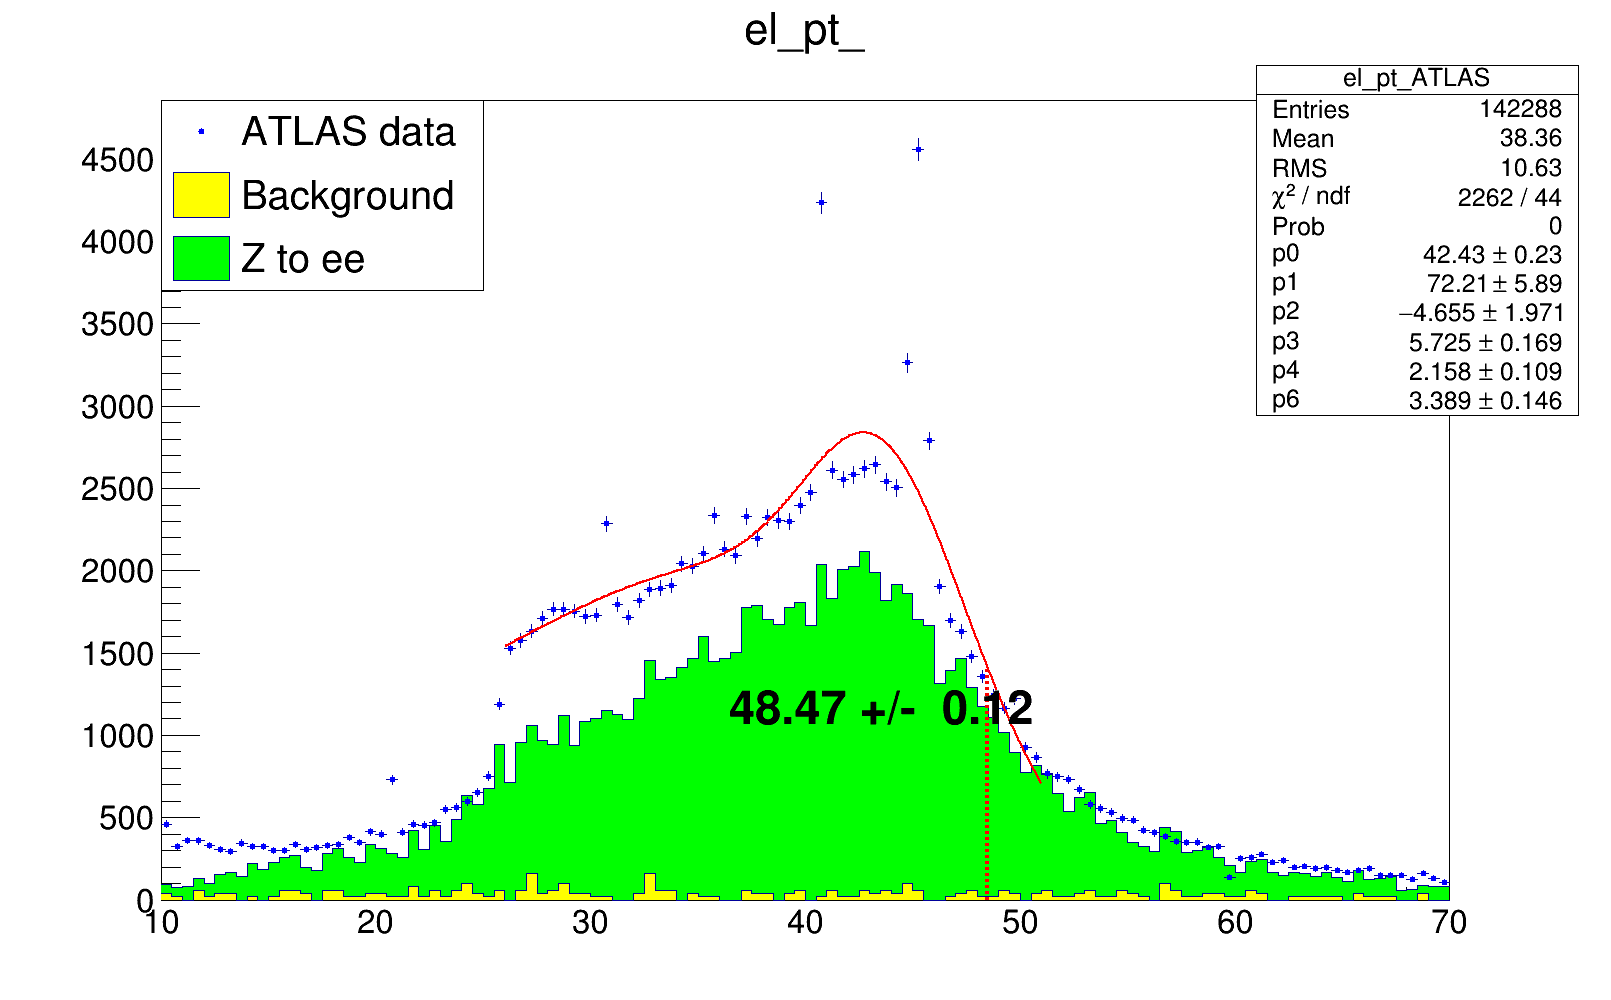 el_pt_
el_pt_ATLAS
Entries 142288
Mean 38.36
RMS 10.63
χ² / ndf 2262 / 44
Prob 0
p0 42.43 ± 0.23
p1 72.21 ± 5.89
p2 −4.655 ± 1.971
p3 5.725 ± 0.169
p4 2.158 ± 0.109
p6 3.389 ± 0.146
ATLAS data
Background
Z to ee
4500
4000
3500
3000
2500
2000
1500
1000
500
0
48.47 +/- 0.12
10 20 30 40 50 60 70